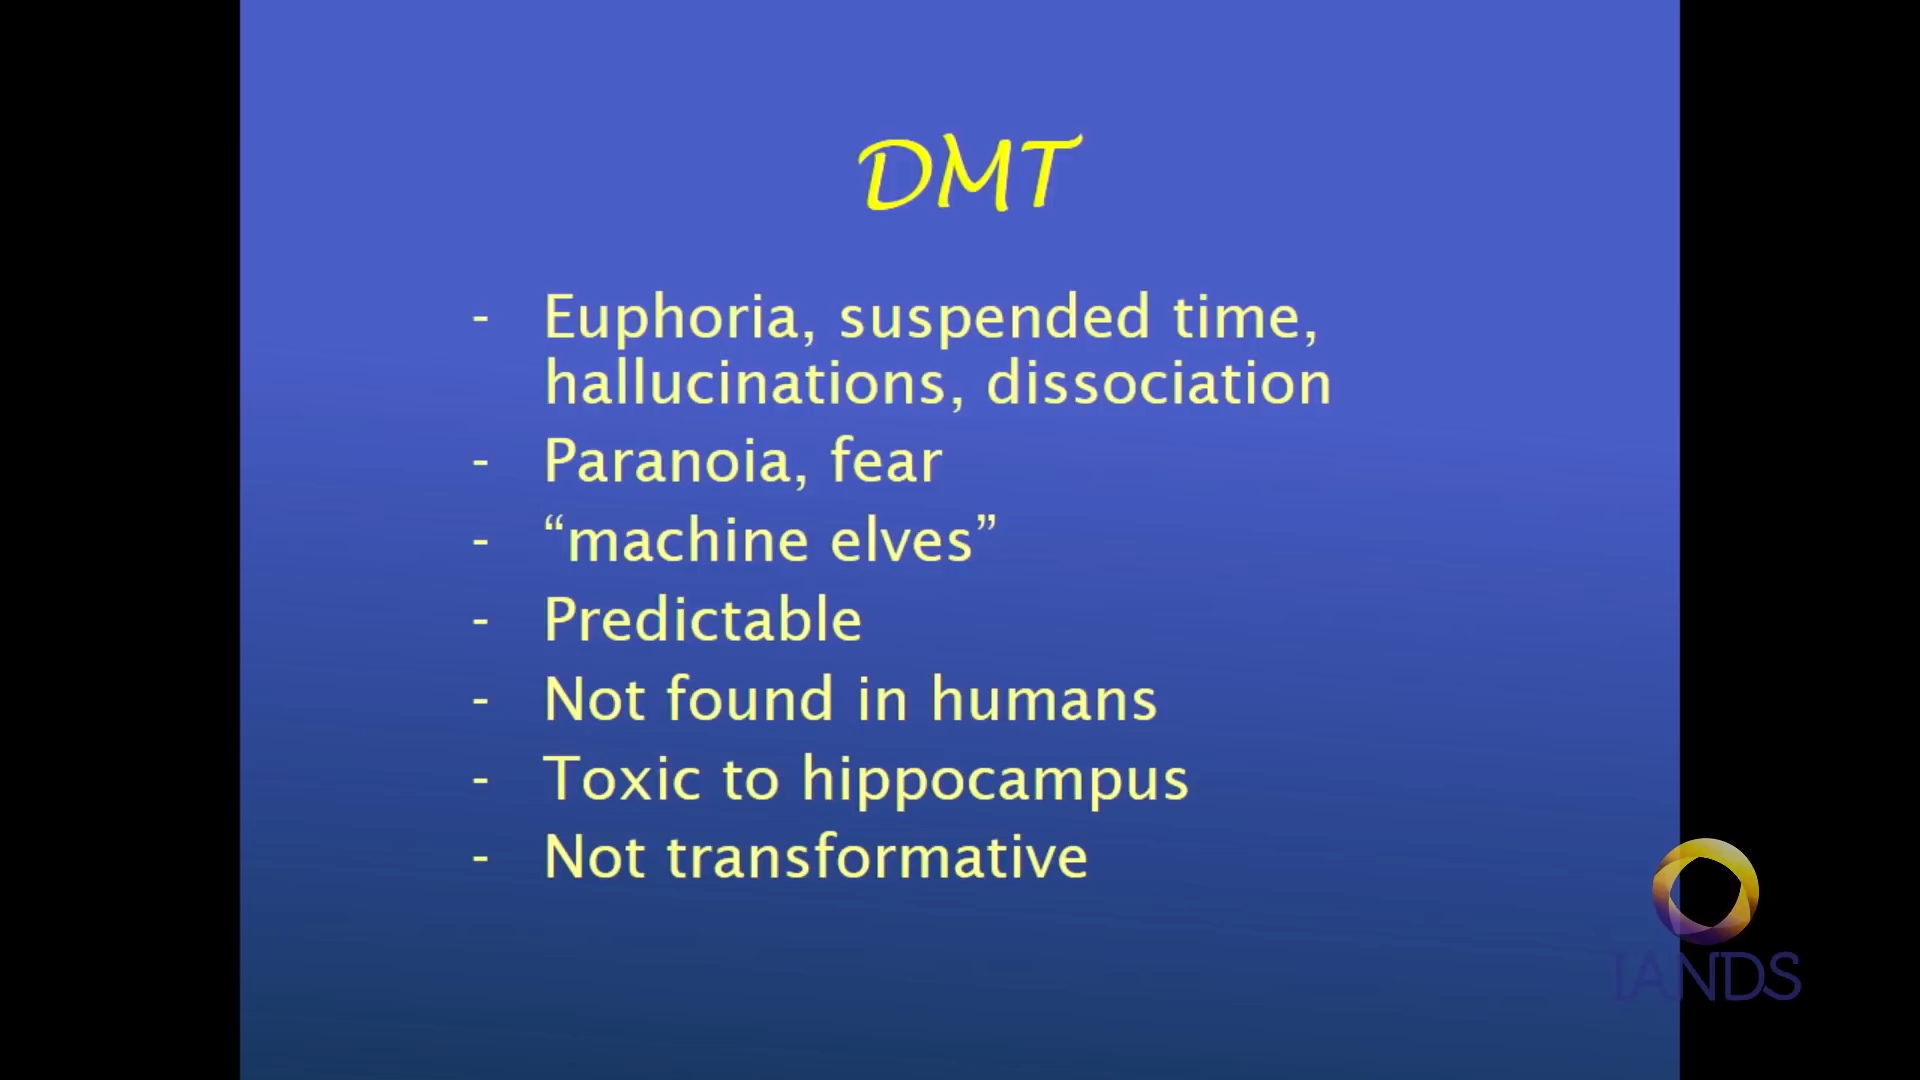 DMT
- Euphoria, suspended time,
hallucinations, dissociation
- Paranoia, fear
- “machine elves”
- Predictable
- Not found in humans
- Toxic to hippocampus
- Not transformative
IANDS